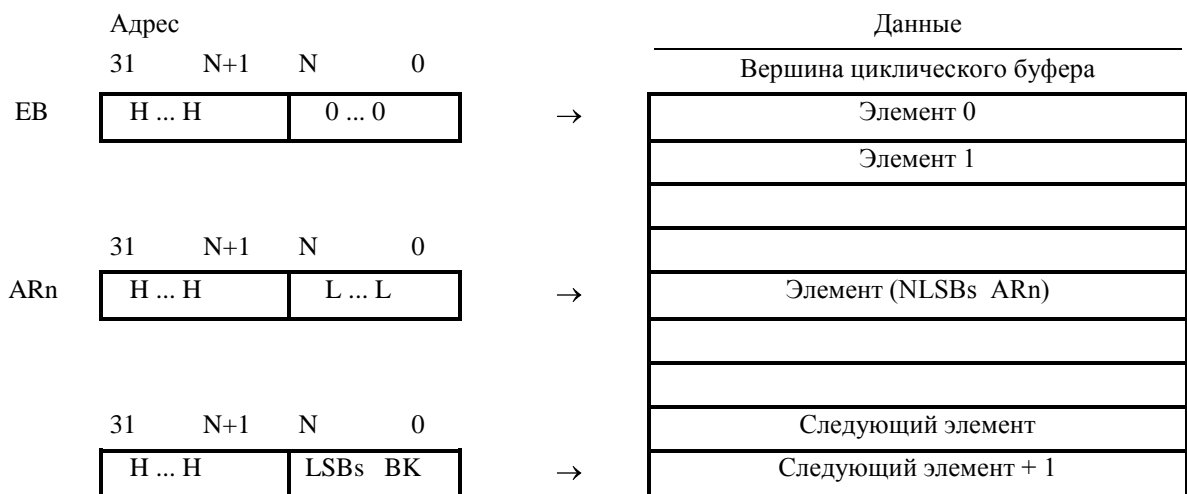 Адрес Данные
31 N+1 N 0
Вершина циклического буфера
EB H ... H 0 ... 0 → Элемент 0
Элемент 1
31 N+1 N 0
ARn H ... H L ... L → Элемент (NLSBs ARn)
31 N+1 N 0 Следующий элемент
H ... H LSBs BK → Следующий элемент + 1